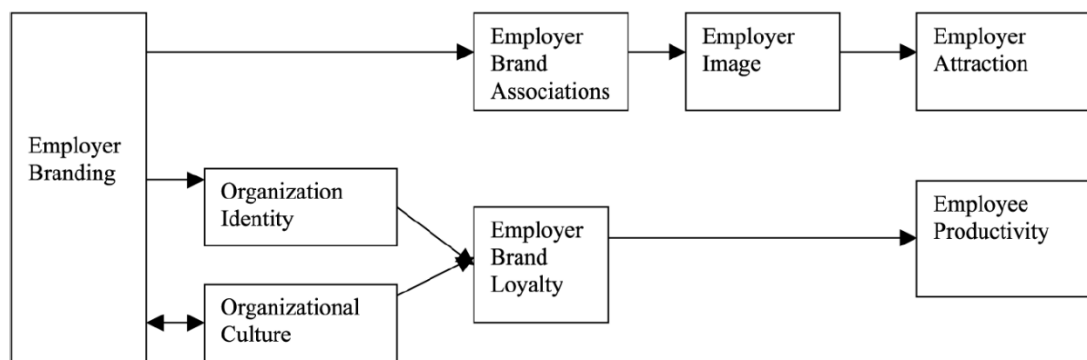 Employer
Branding
Employer
Brand
Associations
Employer
Image
Employer
Attraction
Organization
Identity
Organizational
Culture
Employer
Brand
Loyalty
Employee
Productivity